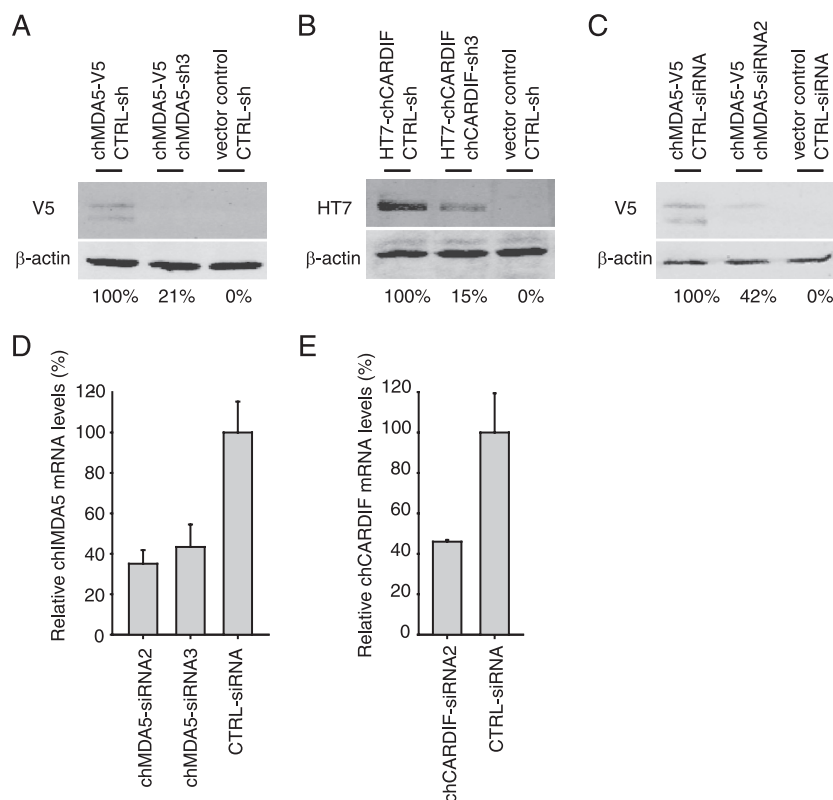 A
chMDA5-V5
CTRL-sh
chMDA5-V5
chMDA5-sh3
vector control
CTRL-sh
V5
β-actin
100%
21%
0%
B
HT7-chCARDIF
CTRL-sh
HT7-chCARDIF
chCARDIF-sh3
vector control
CTRL-sh
HT7
β-actin
100%
15%
0%
C
chMDA5-V5
CTRL-siRNA
chMDA5-V5
chMDA5-siRNA2
vector control
CTRL-siRNA
V5
β-actin
100%
42%
0%
D
Relative chIMDA5 mRNA levels (%)
120
100
80
60
40
20
0
chMDA5-siRNA2
chMDA5-siRNA3
CTRL-siRNA
E
Relative chCARDIF mRNA levels (%)
120
100
80
60
40
20
0
chCARDIF-siRNA2
CTRL-siRNA